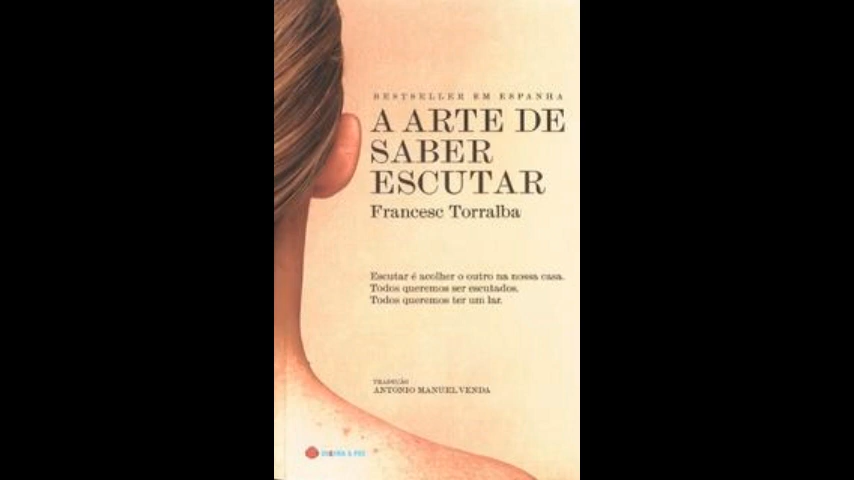 BESTSELLER EM ESPANHA
A ARTE DE
SABER
ESCUTAR
Francesc Torralba
Escutar é acolher o outro na nossa casa.
Todos queremos ser escutados.
Todos queremos ter um lar.
TRADUÇÃO
ANTONIO MANUEL VENDA